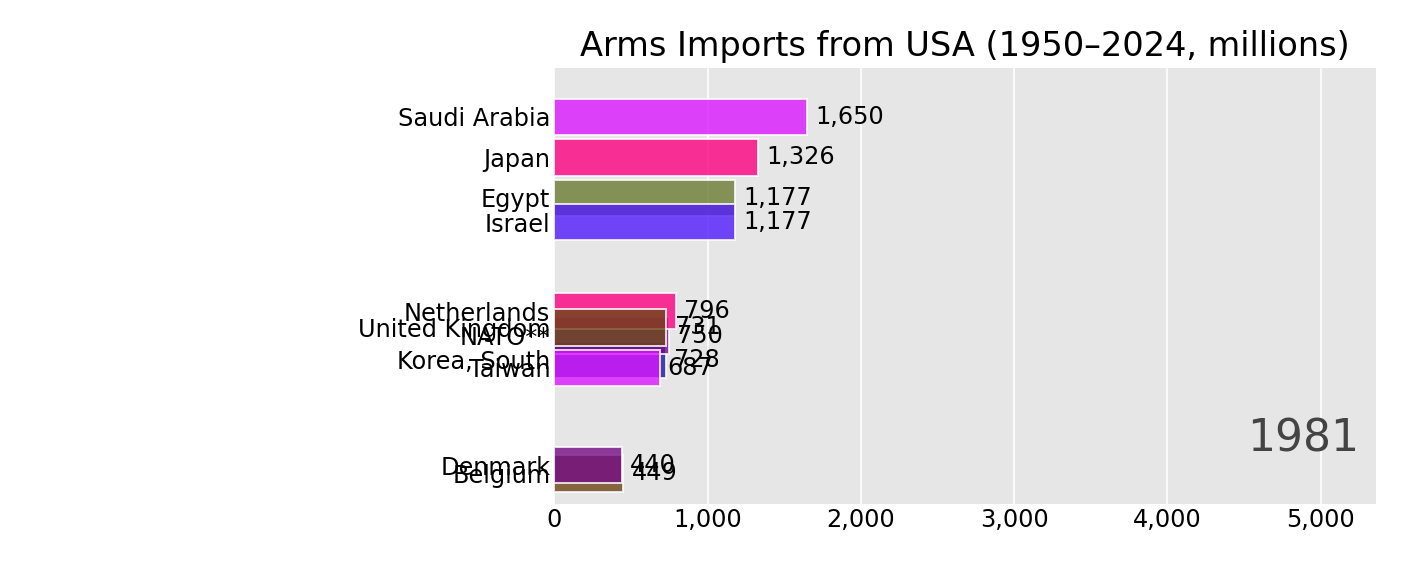 Arms Imports from USA (1950–2024, millions)
Saudi Arabia 1,650
Japan 1,326
Egypt 1,177
Israel 1,177
Netherlands 796
United Kingdom 731
NATO** 750
Korea, South 728
Taiwan 687
Denmark 440
Belgium 449
1981
0 1,000 2,000 3,000 4,000 5,000